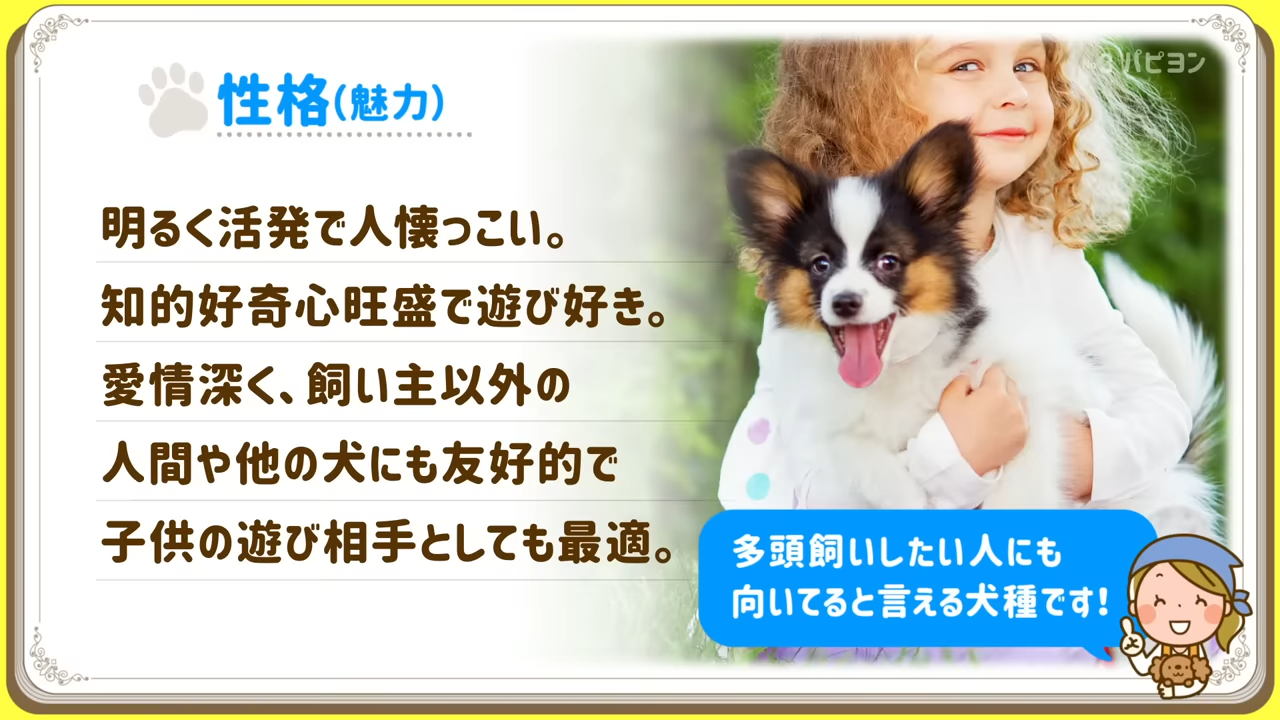 No.3 パピヨン
性格(魅力)
明るく活発で人懐っこい。
知的好奇心旺盛で遊び好き。
愛情深く、飼い主以外の
人間や他の犬にも友好的で
子供の遊び相手としても最適。
多頭飼いしたい人にも
向いてると言える犬種です!